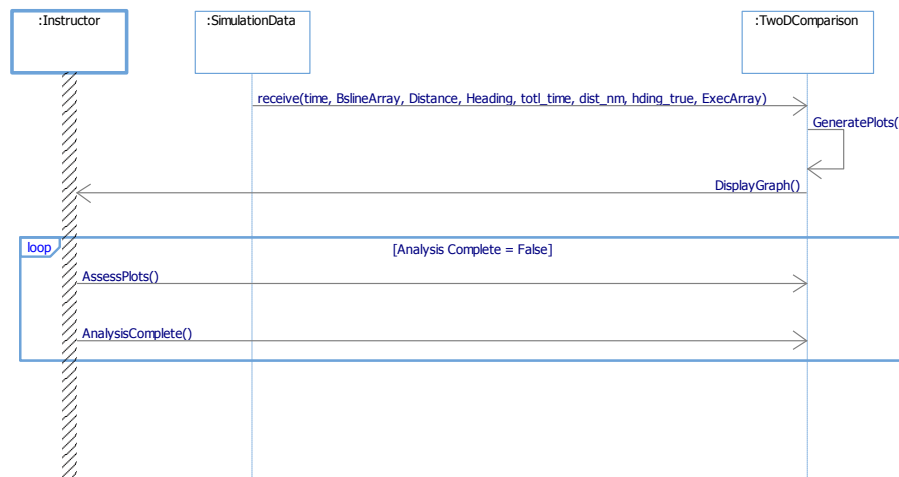 :Instructor
:SimulationData
:TwoDComparison
receive(time, BslineArray, Distance, Heading, totl_time, dist_nm, hding_true, ExecArray)
GeneratePlots(
DisplayGraph()
loop
[Analysis Complete = False]
AssessPlots()
AnalysisComplete()